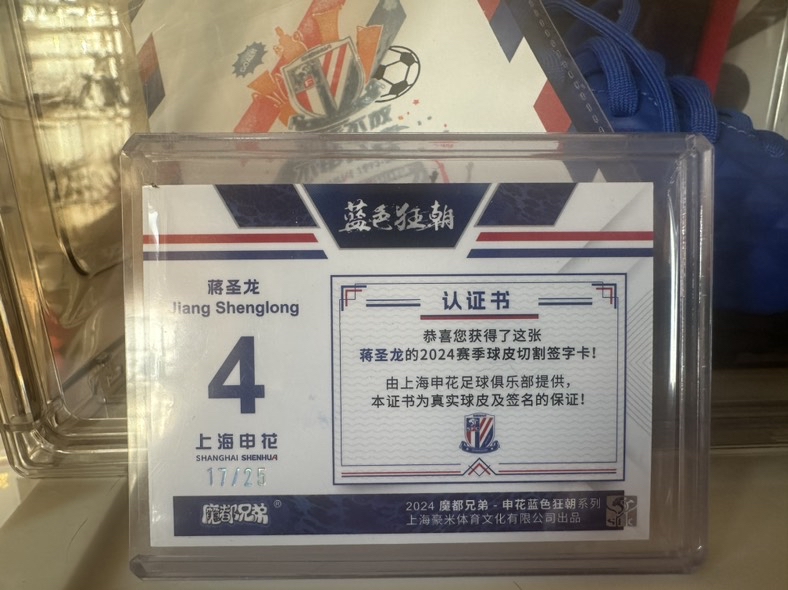 蓝色狂朝
蒋圣龙
Jiang Shenglong
4
上海申花
SHANGHAI SHENHUA
17/25
认证书
恭喜您获得了这张
蒋圣龙的2024赛季球皮切割签字卡!
由上海申花足球俱乐部提供,
本证书为真实球皮及签名的保证!
魔都兄弟®
2024 魔都兄弟 - 申花蓝色狂朝系列
上海豪米体育文化有限公司出品